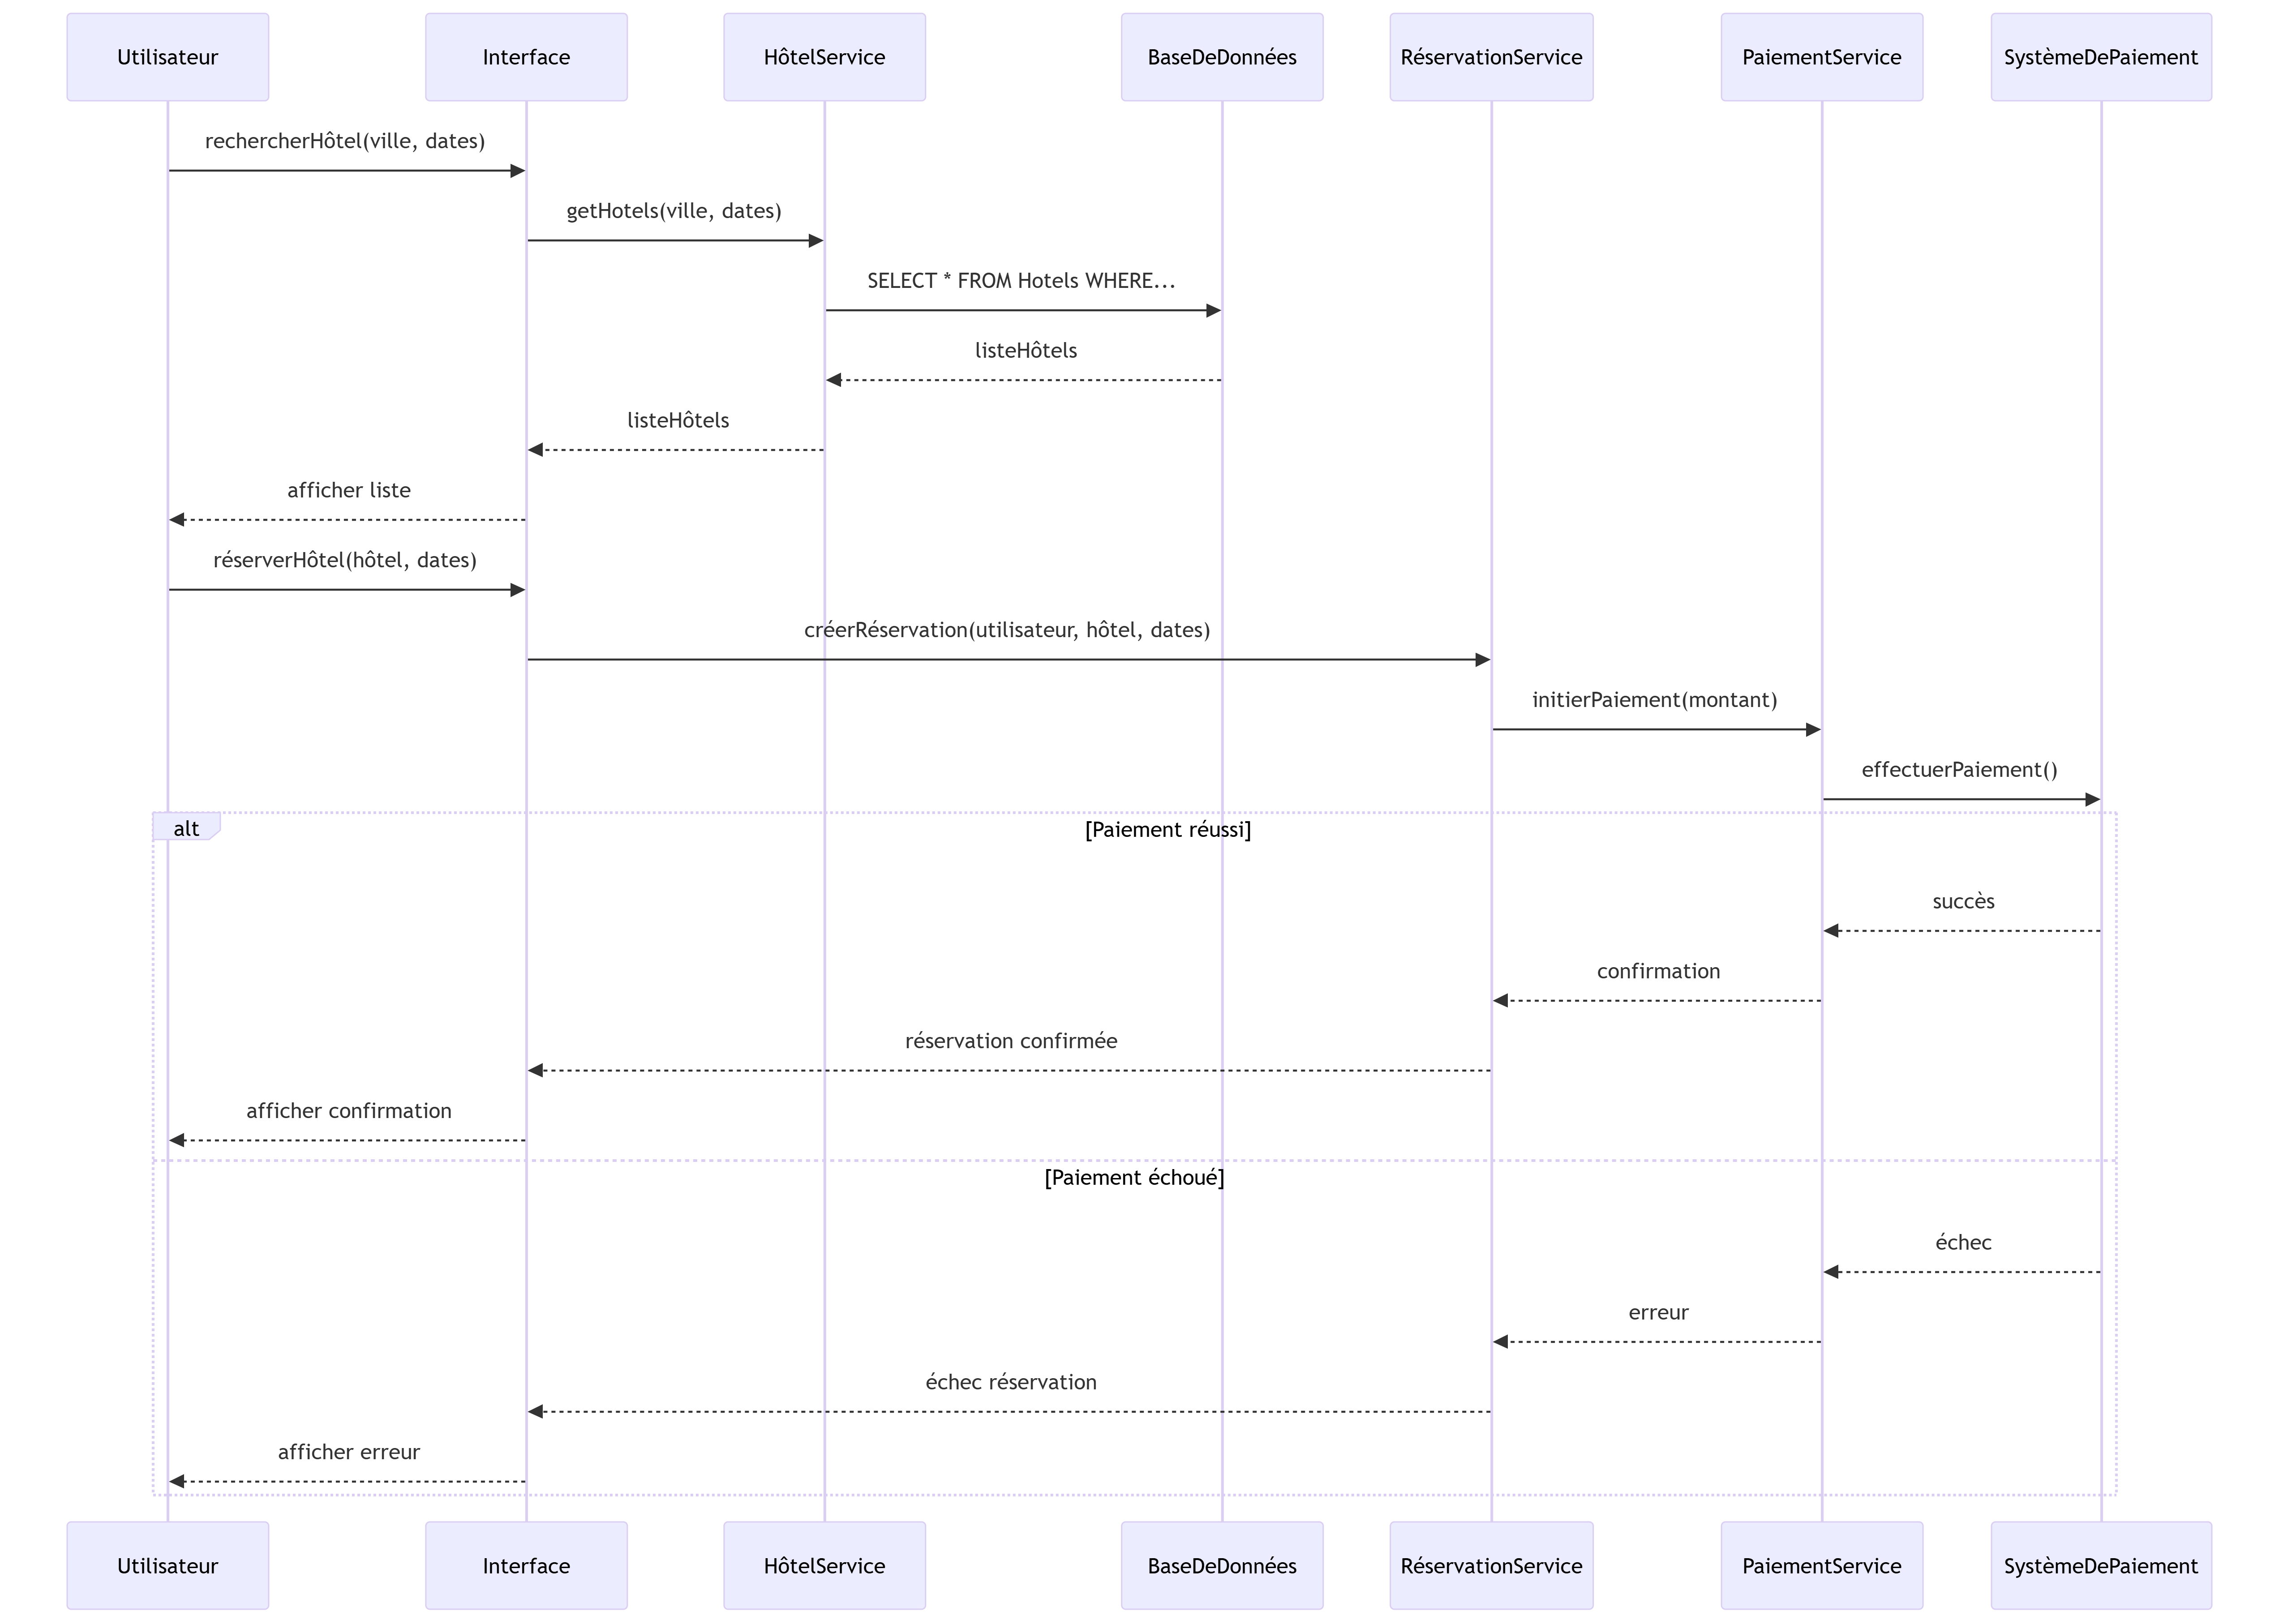 Utilisateur
Interface
HôtelService
BaseDeDonnées
RéservationService
PaiementService
SystèmeDePaiement
rechercherHôtel(ville, dates)
getHotels(ville, dates)
SELECT * FROM Hotels WHERE...
listeHôtels
listeHôtels
afficher liste
réserverHôtel(hôtel, dates)
créerRéservation(utilisateur, hôtel, dates)
initierPaiement(montant)
effectuerPaiement()
alt
[Paiement réussi]
succès
confirmation
réservation confirmée
afficher confirmation
[Paiement échoué]
échec
erreur
échec réservation
afficher erreur
Utilisateur
Interface
HôtelService
BaseDeDonnées
RéservationService
PaiementService
SystèmeDePaiement